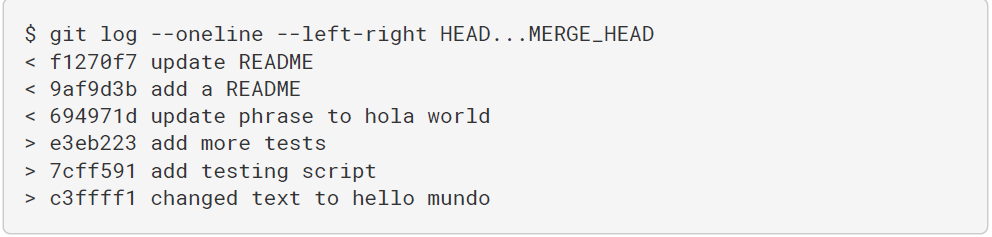 $ git log --oneline --left-right HEAD...MERGE_HEAD
< f1270f7 update README
< 9af9d3b add a README
< 694971d update phrase to hola world
> e3eb223 add more tests
> 7cff591 add testing script
> c3ffff1 changed text to hello mundo